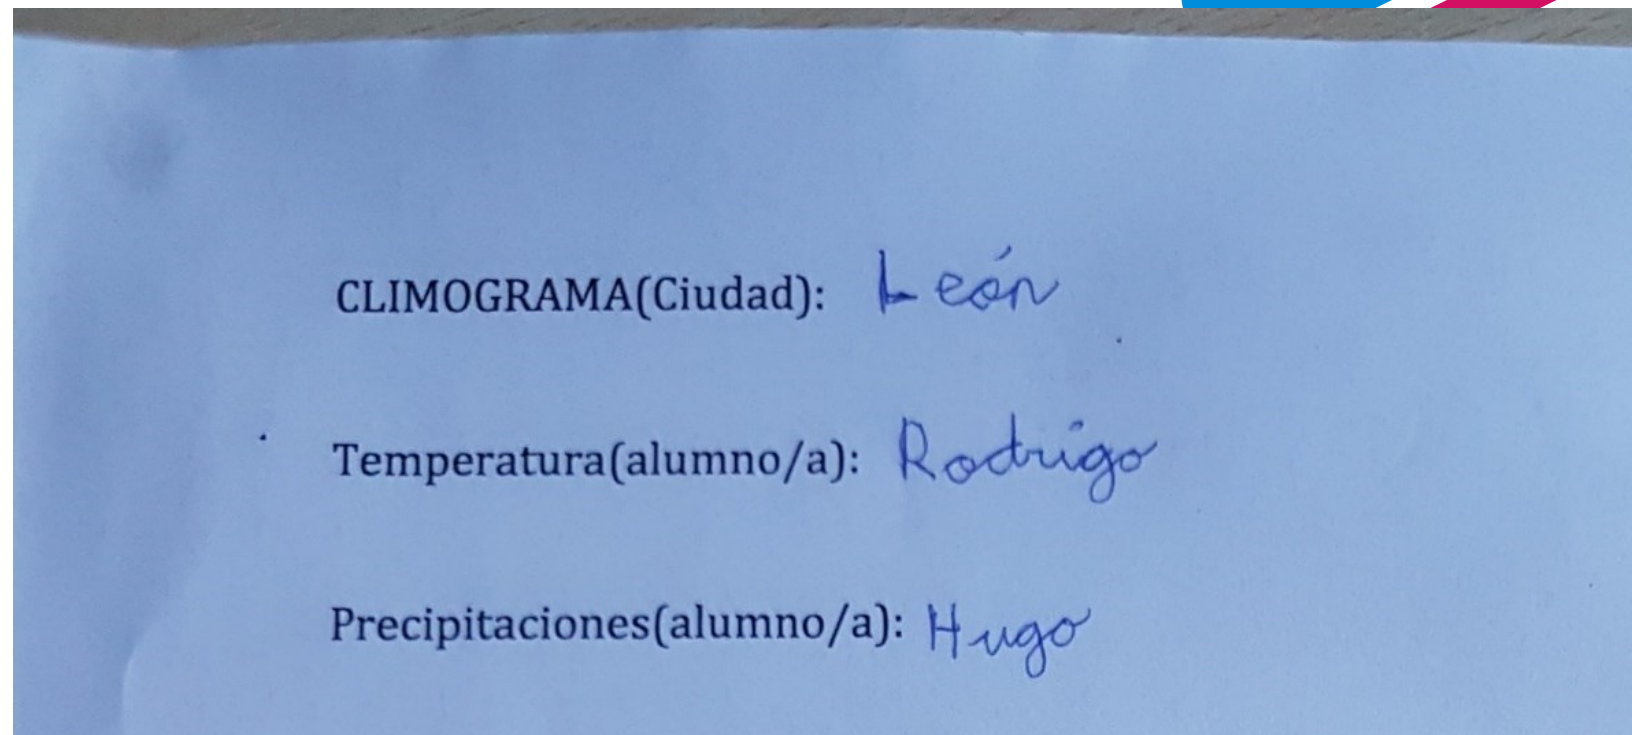 CLIMOGRAMA(Ciudad): León
Temperatura(alumno/a): Rodrigo
Precipitaciones(alumno/a): Hugo